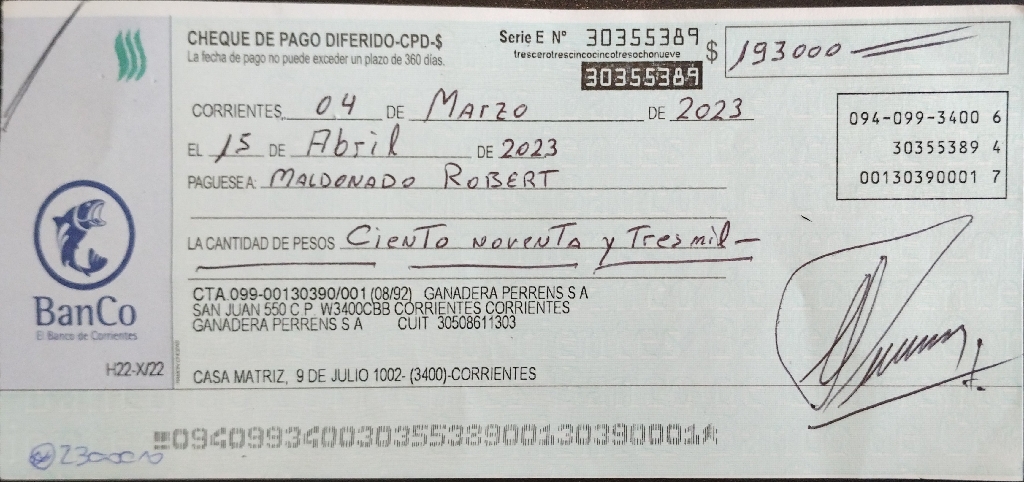 CHEQUE DE PAGO DIFERIDO-CPD-$
La fecha de pago no puede exceder un plazo de 360 días.
Serie E Nº 30355389
trescerotrescincocincotresochonueve
30355389
$ 193000
CORRIENTES, 04 DE Marzo DE 2023
EL 15 DE Abril DE 2023
PAGUESE A: MALDONADO ROBERT
094-099-3400 6
30355389 4
00130390001 7
LA CANTIDAD DE PESOS Ciento noventa y Tres mil
CTA.099-00130390/001 (08/92) GANADERA PERRENS S A
SAN JUAN 550 C P. W3400CBB CORRIENTES CORRIENTES
GANADERA PERRENS S A CUIT 30508611303
BanCo
El Banco de Corrientes
H22-X/22
CASA MATRIZ, 9 DE JULIO 1002- (3400)-CORRIENTES
09409934003035538900130390001